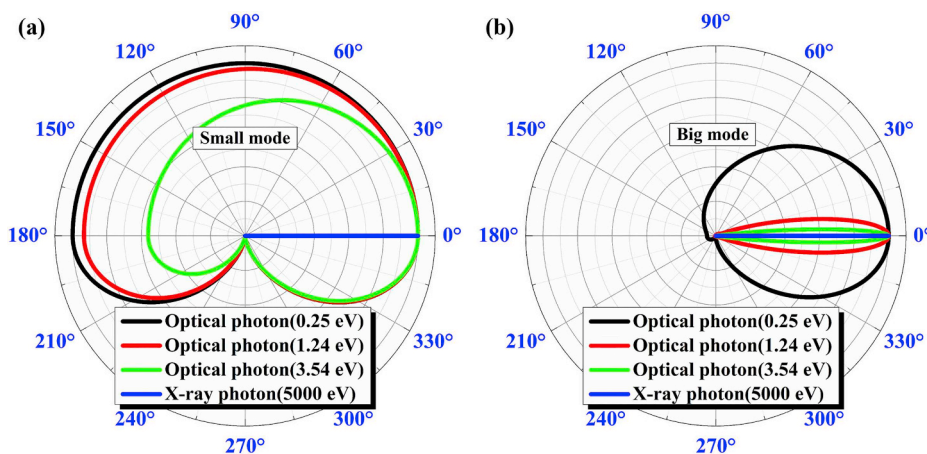 (a)
90°
120°
60°
150°
Small mode
30°
180°
0°
210°
Optical photon(0.25 eV)
Optical photon(1.24 eV)
Optical photon(3.54 eV)
X-ray photon(5000 eV)
330°
240°
300°
270°
(b)
90°
120°
60°
150°
Big mode
30°
180°
0°
210°
Optical photon(0.25 eV)
Optical photon(1.24 eV)
Optical photon(3.54 eV)
X-ray photon(5000 eV)
330°
240°
300°
270°